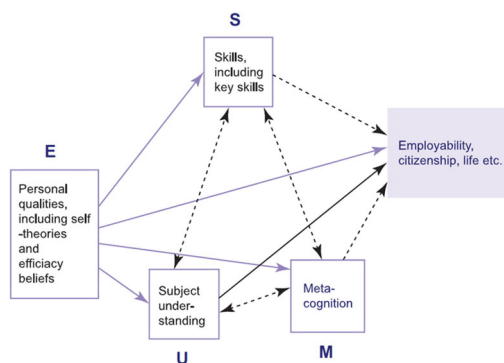 S
Skills,
including
key skills
Employability,
citizenship, life etc.
E
Personal
qualities,
including self
-theories
and
efficiacy
beliefs
Subject
under-
standing
U
Meta-
cognition
M